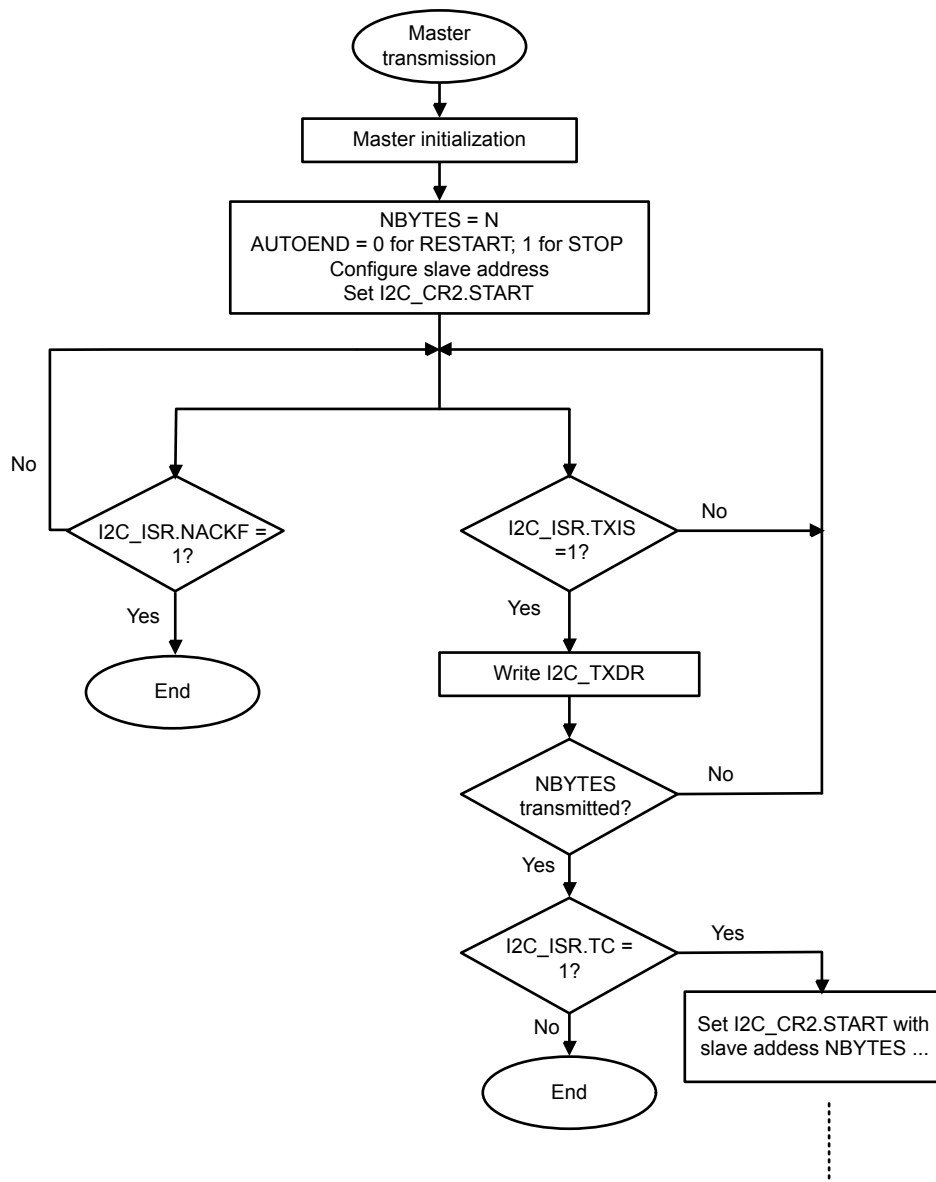 Master
transmission
Master initialization
NBYTES = N
AUTOEND = 0 for RESTART; 1 for STOP
Configure slave address
Set I2C_CR2.START
No
I2C_ISR.NACKF =
1?
Yes
End
I2C_ISR.TXIS
=1?
No
Yes
Write I2C_TXDR
NBYTES
transmitted?
No
Yes
I2C_ISR.TC =
1?
Yes
No
Set I2C_CR2.START with
slave addess NBYTES ...
End